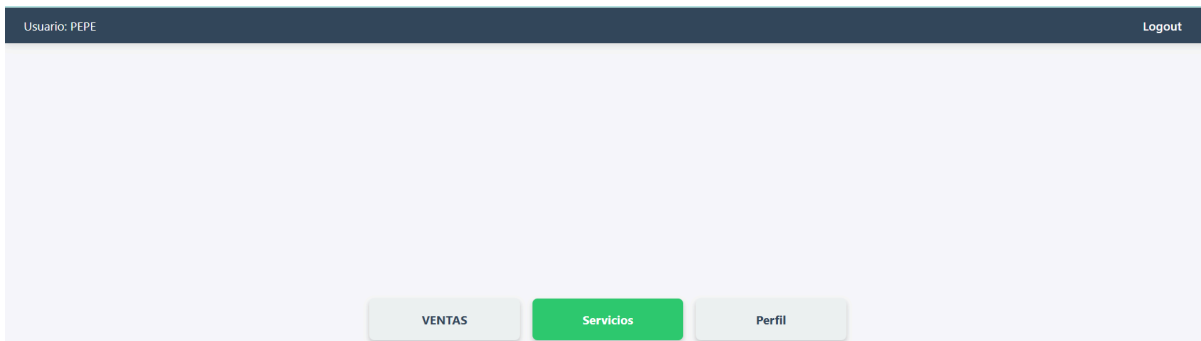 Usuario: PEPE
Logout
VENTAS
Servicios
Perfil